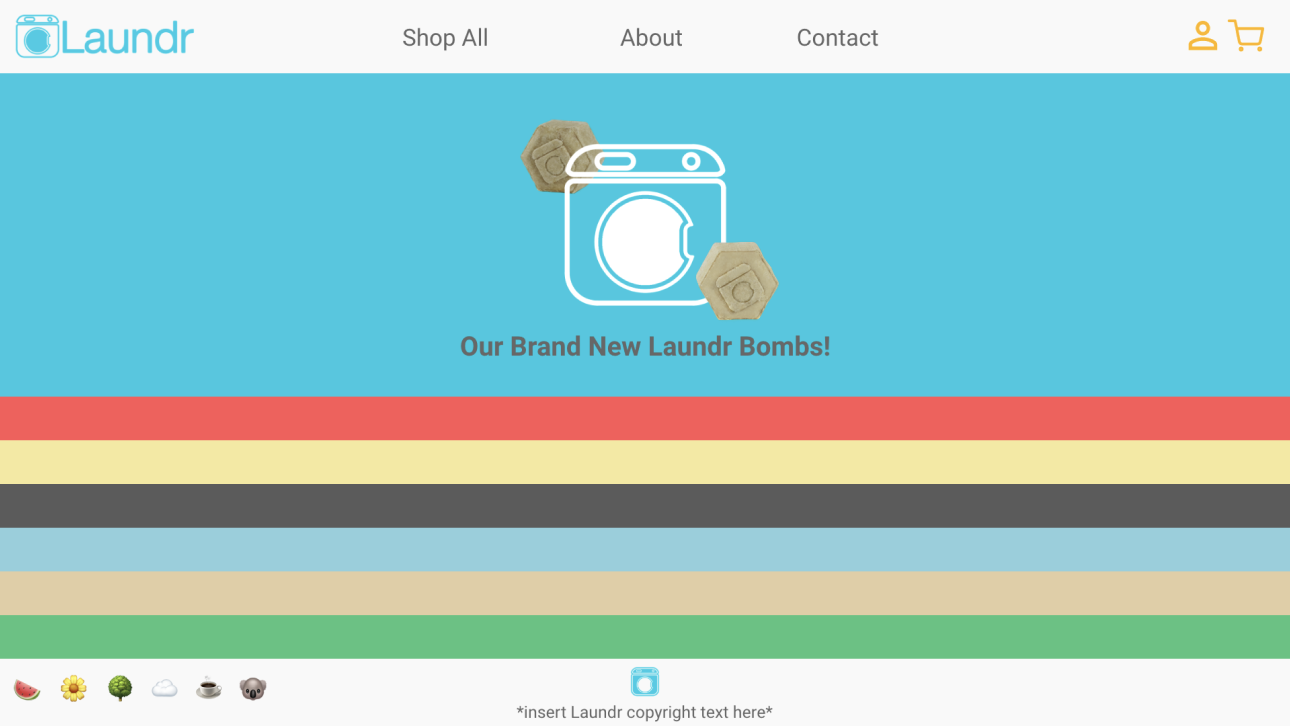 Laundr
Shop All
About
Contact
Our Brand New Laundr Bombs!
*insert Laundr copyright text here*